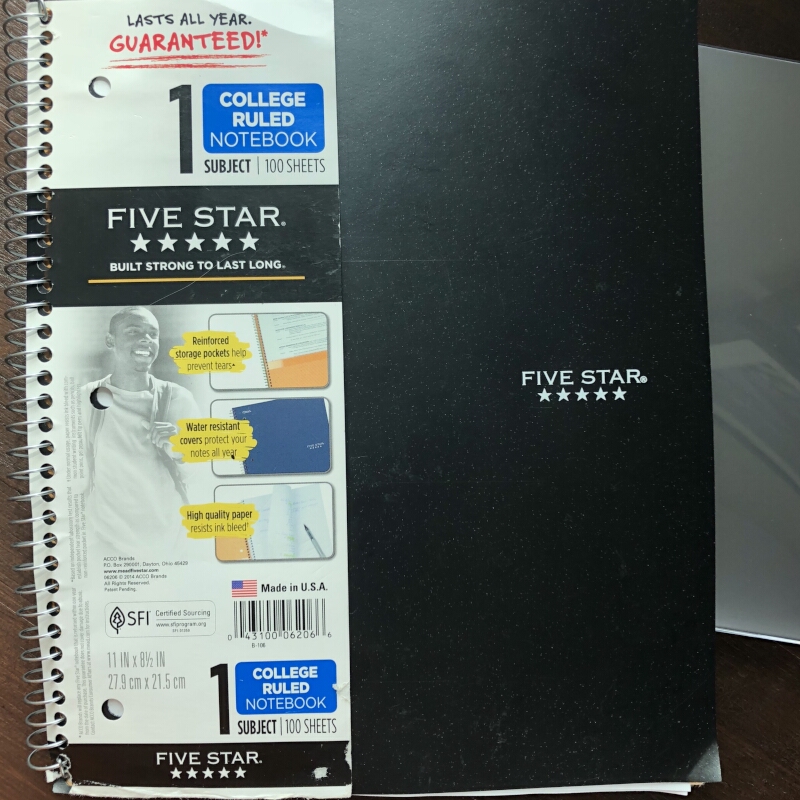 LASTS ALL YEAR.
GUARANTEED!*
1
COLLEGE
RULED
NOTEBOOK
SUBJECT | 100 SHEETS
FIVE STAR®
BUILT STRONG TO LAST LONG®
Reinforced
storage pockets help
prevent tears*
Water resistant
covers protect your
notes all year
High quality paper
resists ink bleed†
ACCO Brands
P.O. Box 290001, Dayton, Ohio 45429
www.meadfivestar.com
06206 © 2014 ACCO Brands
All Rights Reserved.
Patent Pending.
Made in U.S.A.
SFI
Certified Sourcing
www.sfiprogram.org
0 43100 06206 6
B-106
11 IN x 8½ IN
27.9 cm x 21.5 cm
1
COLLEGE
RULED
NOTEBOOK
SUBJECT | 100 SHEETS
FIVE STAR®
FIVE STAR®